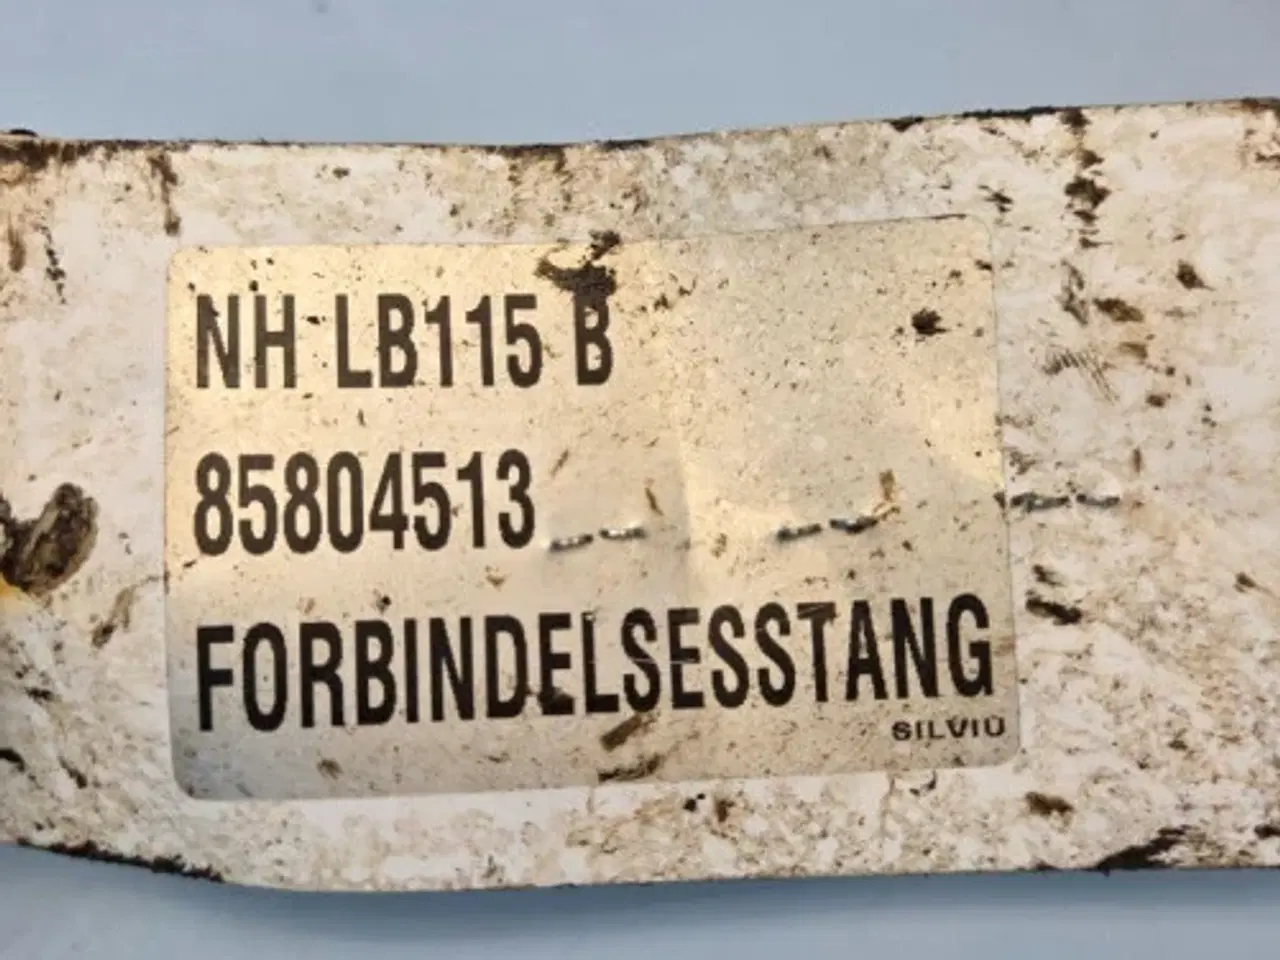 NH LB115 B
85804513
FORBINDELSESSTANG
SILVIU